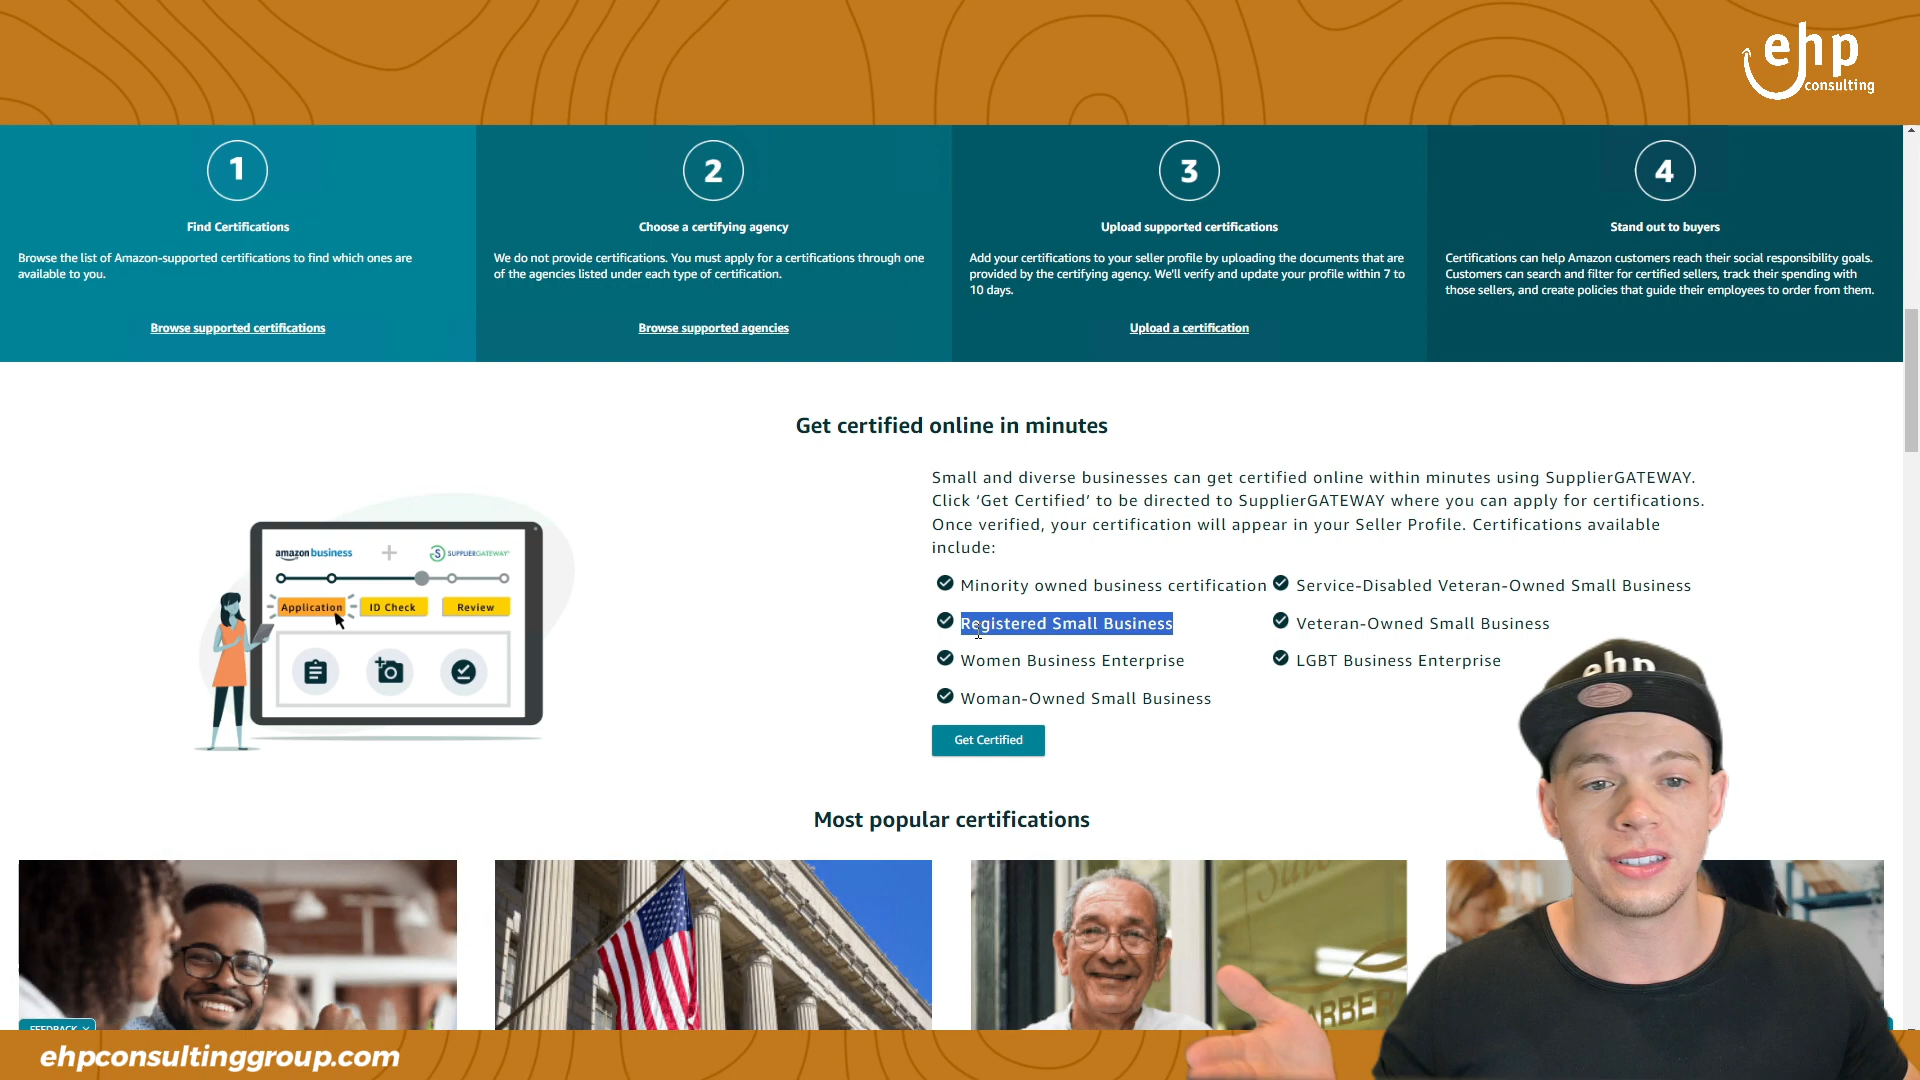 ehp
consulting
1
Find Certifications
Browse the list of Amazon-supported certifications to find which ones are
available to you.
Browse supported certifications
2
Choose a certifying agency
We do not provide certifications. You must apply for a certifications through one
of the agencies listed under each type of certification.
Browse supported agencies
3
Upload supported certifications
Add your certifications to your seller profile by uploading the documents that are
provided by the certifying agency. We'll verify and update your profile within 7 to
10 days.
Upload a certification
4
Stand out to buyers
Certifications can help Amazon customers reach their social responsibility goals.
Customers can search and filter for certified sellers, track their spending with
those sellers, and create policies that guide their employees to order from them.
Get certified online in minutes
amazon business
S SUPPLIERGATEWAY
Application
ID Check
Review
Small and diverse businesses can get certified online within minutes using SupplierGATEWAY.
Click ‘Get Certified’ to be directed to SupplierGATEWAY where you can apply for certifications.
Once verified, your certification will appear in your Seller Profile. Certifications available
include:
Minority owned business certification
Service-Disabled Veteran-Owned Small Business
Registered Small Business
Veteran-Owned Small Business
Women Business Enterprise
LGBT Business Enterprise
Woman-Owned Small Business
Get Certified
ehp
Most popular certifications
BARBER
FEEDBACK
ehpconsultinggroup.com